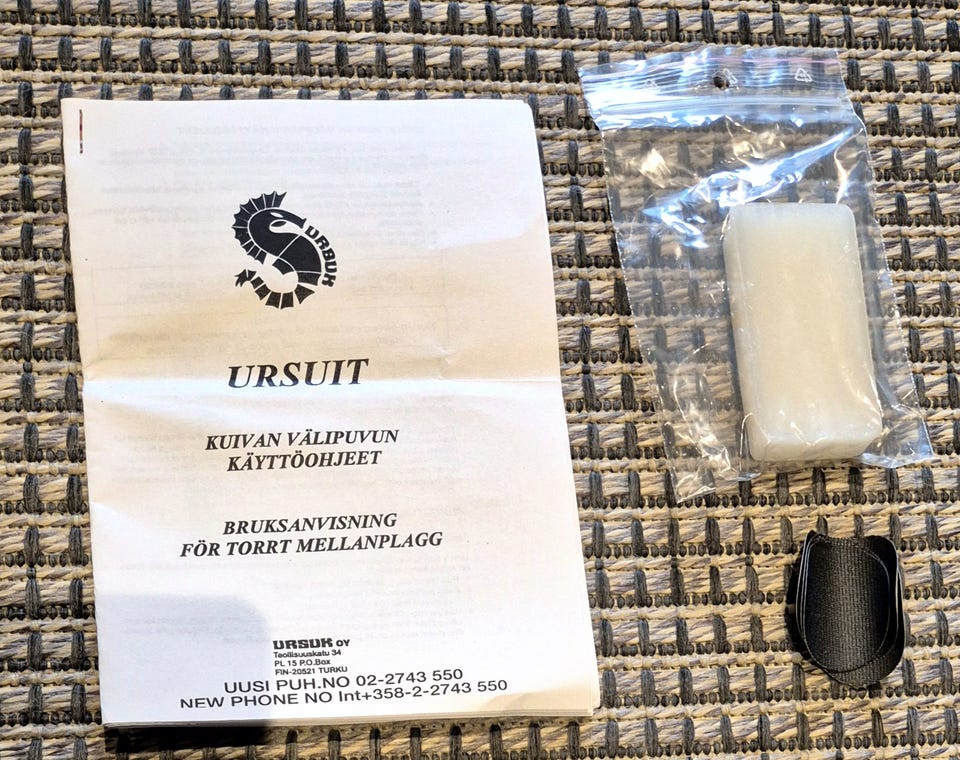 URSUK
URSUIT
KUIVAN VÄLIPUVUN
KÄYTTÖOHJEET
BRUKSANVISNING
FÖR TORRT MELLANPLAGG
URSUK OY
Teollisuuskatu 34
PL 15 P.O.Box
FIN-20521 TURKU
UUSI PUH.NO 02-2743 550
NEW PHONE NO Int+358-2-2743 550